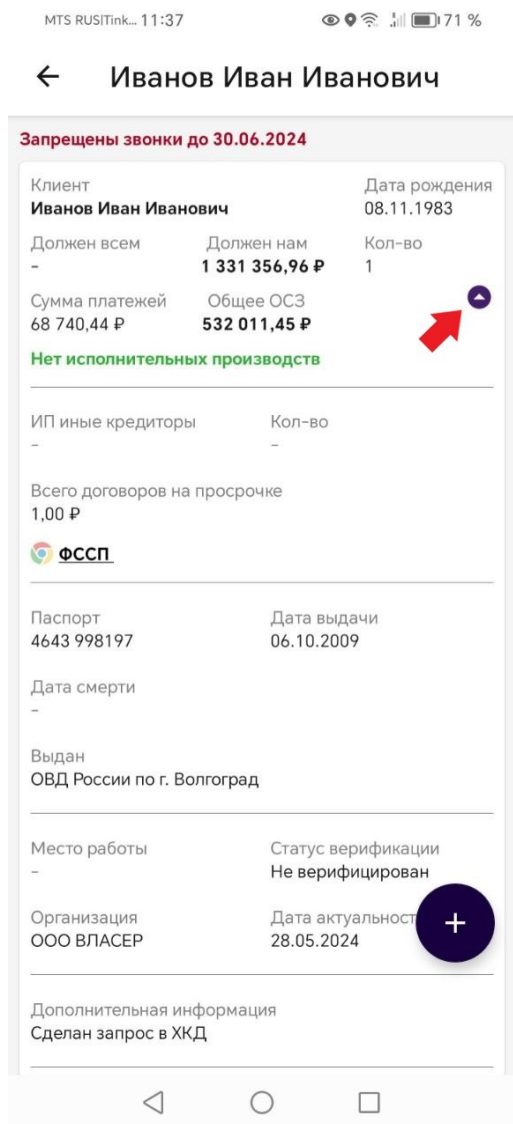 MTS RUS|Tink... 11:37 71 %
Иванов Иван Иванович
Запрещены звонки до 30.06.2024
Клиент Дата рождения
Иванов Иван Иванович 08.11.1983
Должен всем Должен нам Кол-во
- 1 331 356,96 ₽ 1
Сумма платежей Общее ОСЗ
68 740,44 ₽ 532 011,45 ₽
Нет исполнительных производств
ИП иные кредиторы Кол-во
- -
Всего договоров на просрочке
1,00 ₽
ФССП
Паспорт Дата выдачи
4643 998197 06.10.2009
Дата смерти
-
Выдан
ОВД России по г. Волгоград
Место работы Статус верификации
- Не верифицирован
Организация Дата актуальност
ООО ВЛАСЕР 28.05.2024
+
Дополнительная информация
Сделан запрос в ХКД